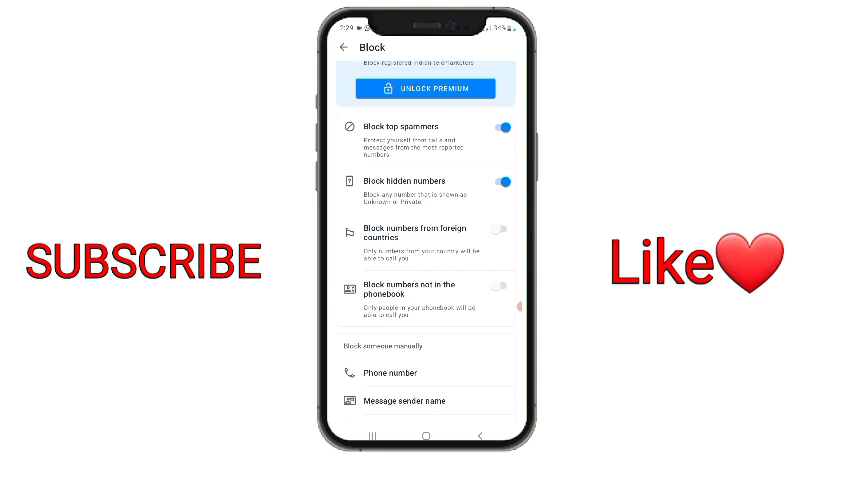 2:29
34%
Block
Block registered Indian telemarketers
UNLOCK PREMIUM
Block top spammers
Protect yourself from calls and
messages from the most reported
numbers
Block hidden numbers
Block any number that is shown as
Unknown or Private
Block numbers from foreign
countries
Only numbers from your country will be
able to call you
Block numbers not in the
phonebook
Only people in your phonebook will be
able to call you
Block someone manually
Phone number
Message sender name
SUBSCRIBE
Like